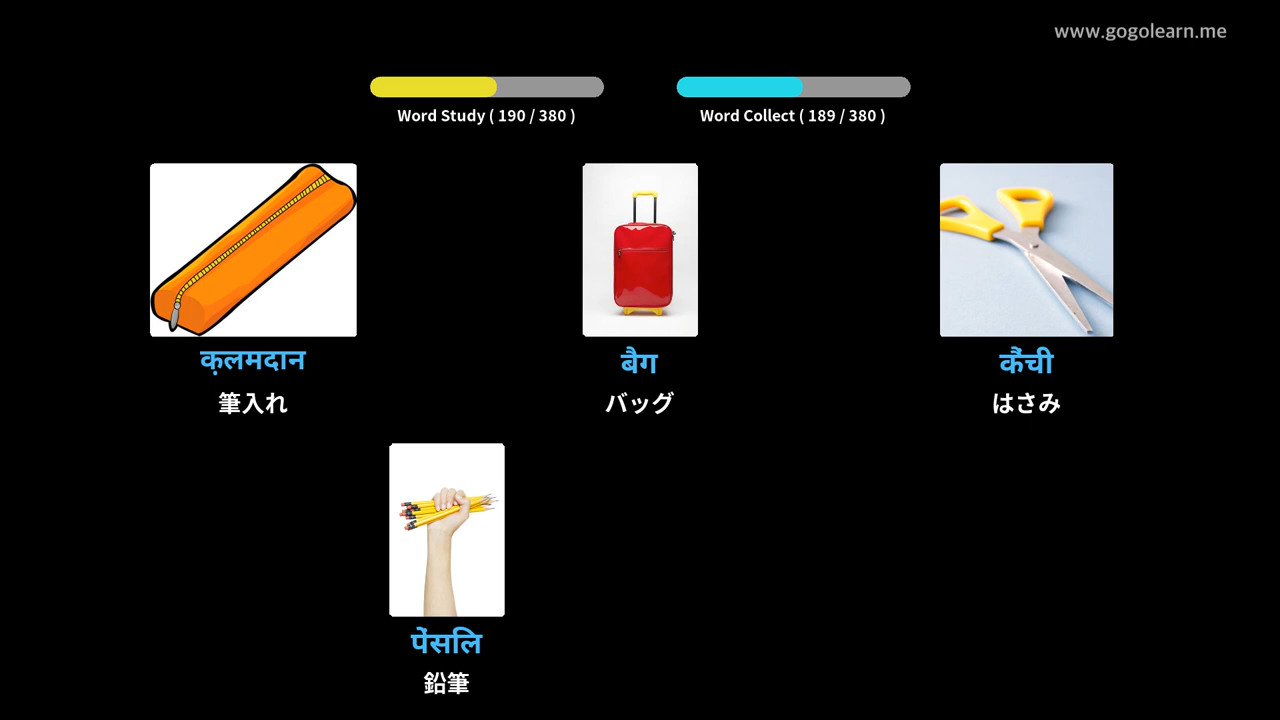 www.gogolearn.me
Word Study ( 190 / 380 )
Word Collect ( 189 / 380 )
क़लमदान
बैग
कैंची
筆入れ
バッグ
はさみ
पेंसलि
鉛筆